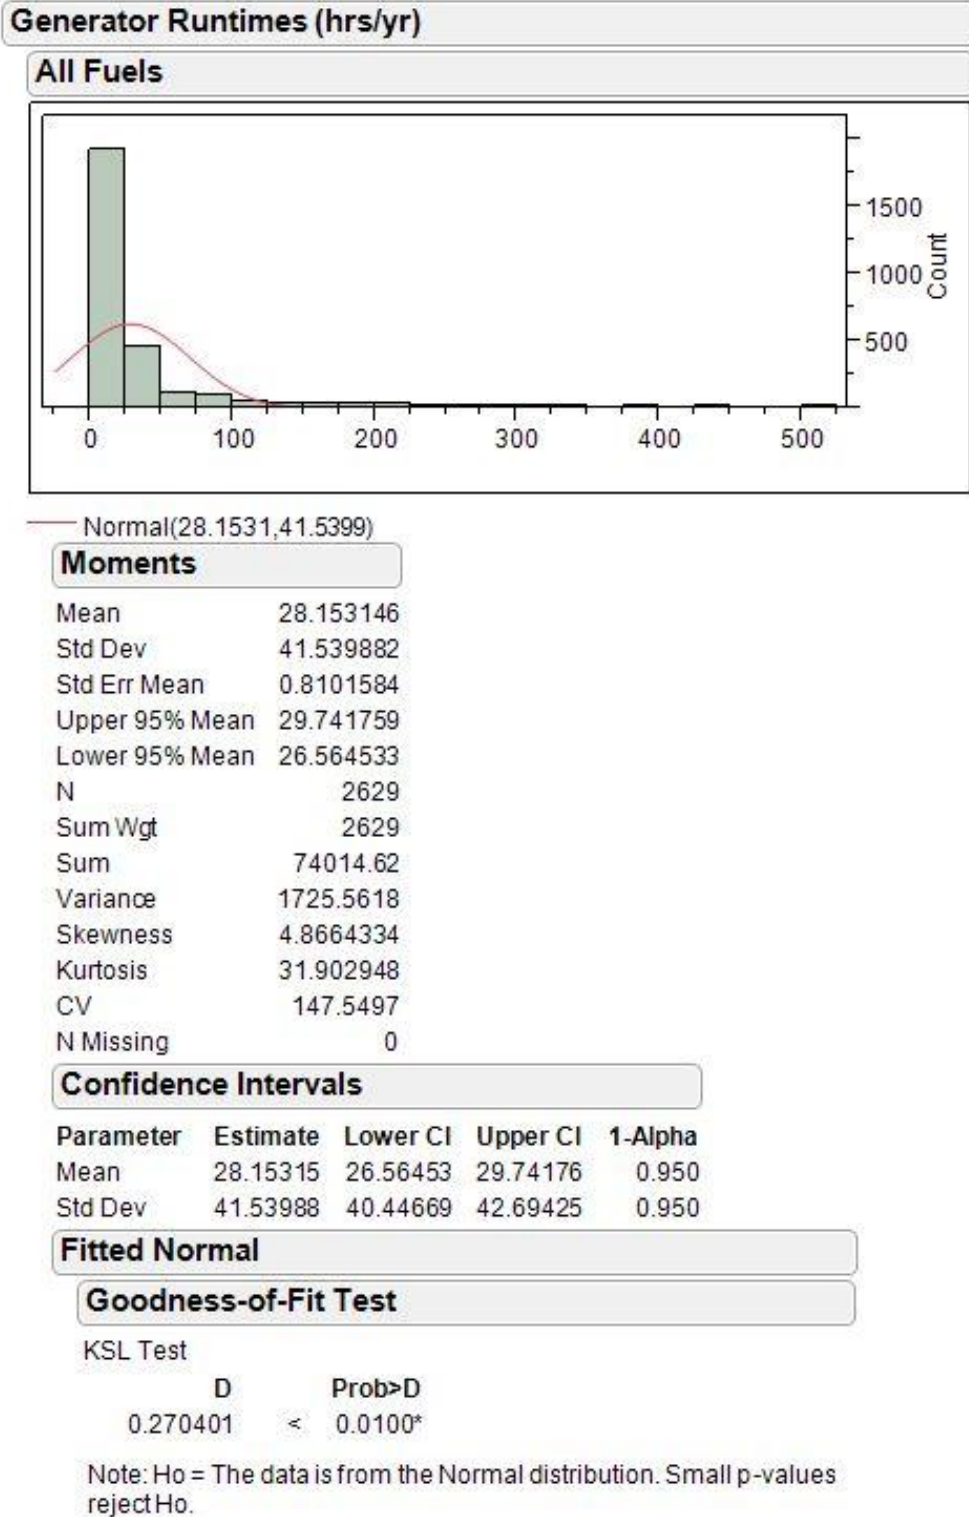 Generator Runtimes (hrs/yr)
All Fuels
1500
1000
500
Count
0 100 200 300 400 500
Normal(28.1531,41.5399)
Moments
Mean 28.153146
Std Dev 41.539882
Std Err Mean 0.8101584
Upper 95% Mean 29.741759
Lower 95% Mean 26.564533
N 2629
Sum Wgt 2629
Sum 74014.62
Variance 1725.5618
Skewness 4.8664334
Kurtosis 31.902948
CV 147.5497
N Missing 0
Confidence Intervals
Parameter Estimate Lower CI Upper CI 1-Alpha
Mean 28.15315 26.56453 29.74176 0.950
Std Dev 41.53988 40.44669 42.69425 0.950
Fitted Normal
Goodness-of-Fit Test
KSL Test
D Prob>D
0.270401 < 0.0100*
Note: Ho = The data is from the Normal distribution. Small p-values
reject Ho.